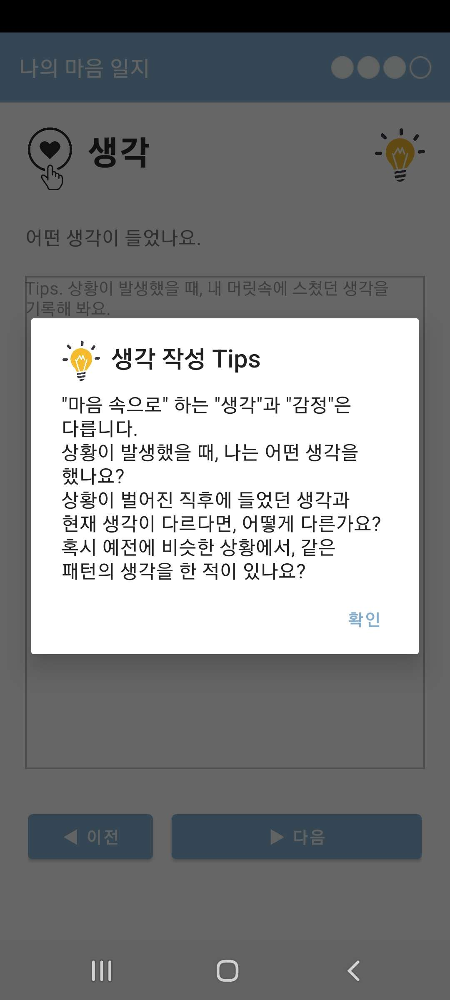 나의 마음 일지
생각
어떤 생각이 들었나요.
Tips. 상황이 발생했을 때, 내 머릿속에 스쳤던 생각을
기록해 봐요.
생각 작성 Tips
"마음 속으로" 하는 "생각"과 "감정"은
다릅니다.
상황이 발생했을 때, 나는 어떤 생각을
했나요?
상황이 벌어진 직후에 들었던 생각과
현재 생각이 다르다면, 어떻게 다른가요?
혹시 예전에 비슷한 상황에서, 같은
패턴의 생각을 한 적이 있나요?
확인
◀ 이전
▶ 다음